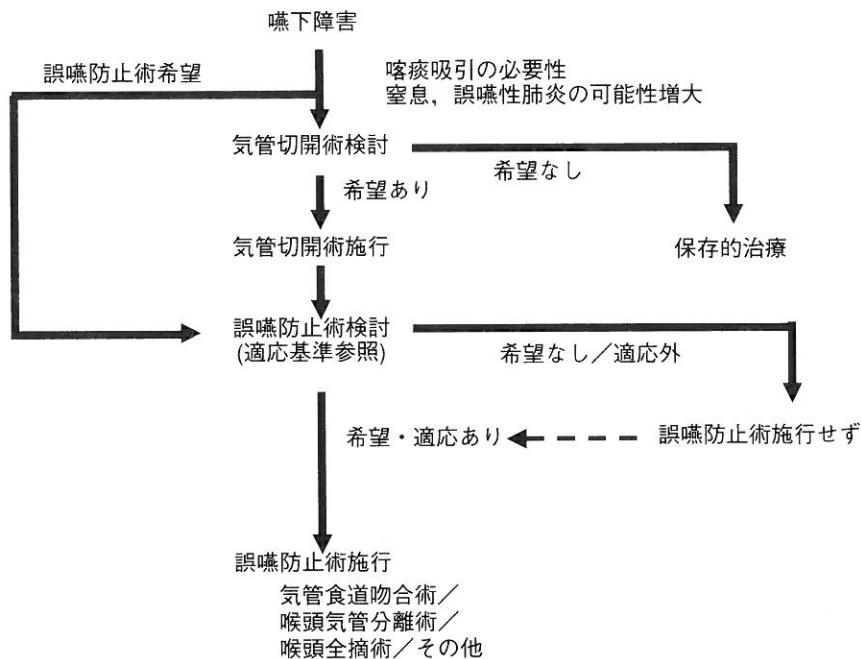 嚥下障害
誤嚥防止術希望
喀痰吸引の必要性
窒息，誤嚥性肺炎の可能性増大
気管切開術検討
希望なし
希望あり
気管切開術施行
保存的治療
誤嚥防止術検討
(適応基準参照)
希望なし／適応外
希望・適応あり
誤嚥防止術施行せず
誤嚥防止術施行
気管食道吻合術／
喉頭気管分離術／
喉頭全摘術／その他